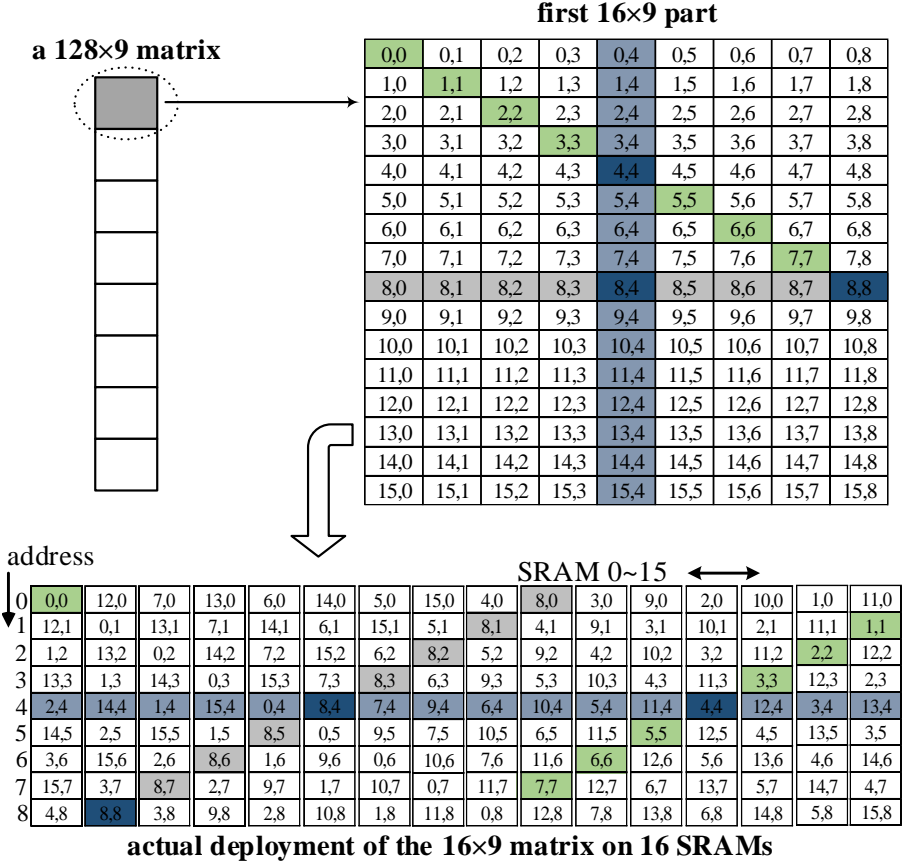 first 16×9 part
a 128×9 matrix
0,0 0,1 0,2 0,3 0,4 0,5 0,6 0,7 0,8
1,0 1,1 1,2 1,3 1,4 1,5 1,6 1,7 1,8
2,0 2,1 2,2 2,3 2,4 2,5 2,6 2,7 2,8
3,0 3,1 3,2 3,3 3,4 3,5 3,6 3,7 3,8
4,0 4,1 4,2 4,3 4,4 4,5 4,6 4,7 4,8
5,0 5,1 5,2 5,3 5,4 5,5 5,6 5,7 5,8
6,0 6,1 6,2 6,3 6,4 6,5 6,6 6,7 6,8
7,0 7,1 7,2 7,3 7,4 7,5 7,6 7,7 7,8
8,0 8,1 8,2 8,3 8,4 8,5 8,6 8,7 8,8
9,0 9,1 9,2 9,3 9,4 9,5 9,6 9,7 9,8
10,0 10,1 10,2 10,3 10,4 10,5 10,6 10,7 10,8
11,0 11,1 11,2 11,3 11,4 11,5 11,6 11,7 11,8
12,0 12,1 12,2 12,3 12,4 12,5 12,6 12,7 12,8
13,0 13,1 13,2 13,3 13,4 13,5 13,6 13,7 13,8
14,0 14,1 14,2 14,3 14,4 14,5 14,6 14,7 14,8
15,0 15,1 15,2 15,3 15,4 15,5 15,6 15,7 15,8
address
SRAM 0~15
0 0,0 12,0 7,0 13,0 6,0 14,0 5,0 15,0 4,0 8,0 3,0 9,0 2,0 10,0 1,0 11,0
1 12,1 0,1 13,1 7,1 14,1 6,1 15,1 5,1 8,1 4,1 9,1 3,1 10,1 2,1 11,1 1,1
2 1,2 13,2 0,2 14,2 7,2 15,2 6,2 8,2 5,2 9,2 4,2 10,2 3,2 11,2 2,2 12,2
3 13,3 1,3 14,3 0,3 15,3 7,3 8,3 6,3 9,3 5,3 10,3 4,3 11,3 3,3 12,3 2,3
4 2,4 14,4 1,4 15,4 0,4 8,4 7,4 9,4 6,4 10,4 5,4 11,4 4,4 12,4 3,4 13,4
5 14,5 2,5 15,5 1,5 8,5 0,5 9,5 7,5 10,5 6,5 11,5 5,5 12,5 4,5 13,5 3,5
6 3,6 15,6 2,6 8,6 1,6 9,6 0,6 10,6 7,6 11,6 6,6 12,6 5,6 13,6 4,6 14,6
7 15,7 3,7 8,7 2,7 9,7 1,7 10,7 0,7 11,7 7,7 12,7 6,7 13,7 5,7 14,7 4,7
8 4,8 8,8 3,8 9,8 2,8 10,8 1,8 11,8 0,8 12,8 7,8 13,8 6,8 14,8 5,8 15,8
actual deployment of the 16×9 matrix on 16 SRAMs